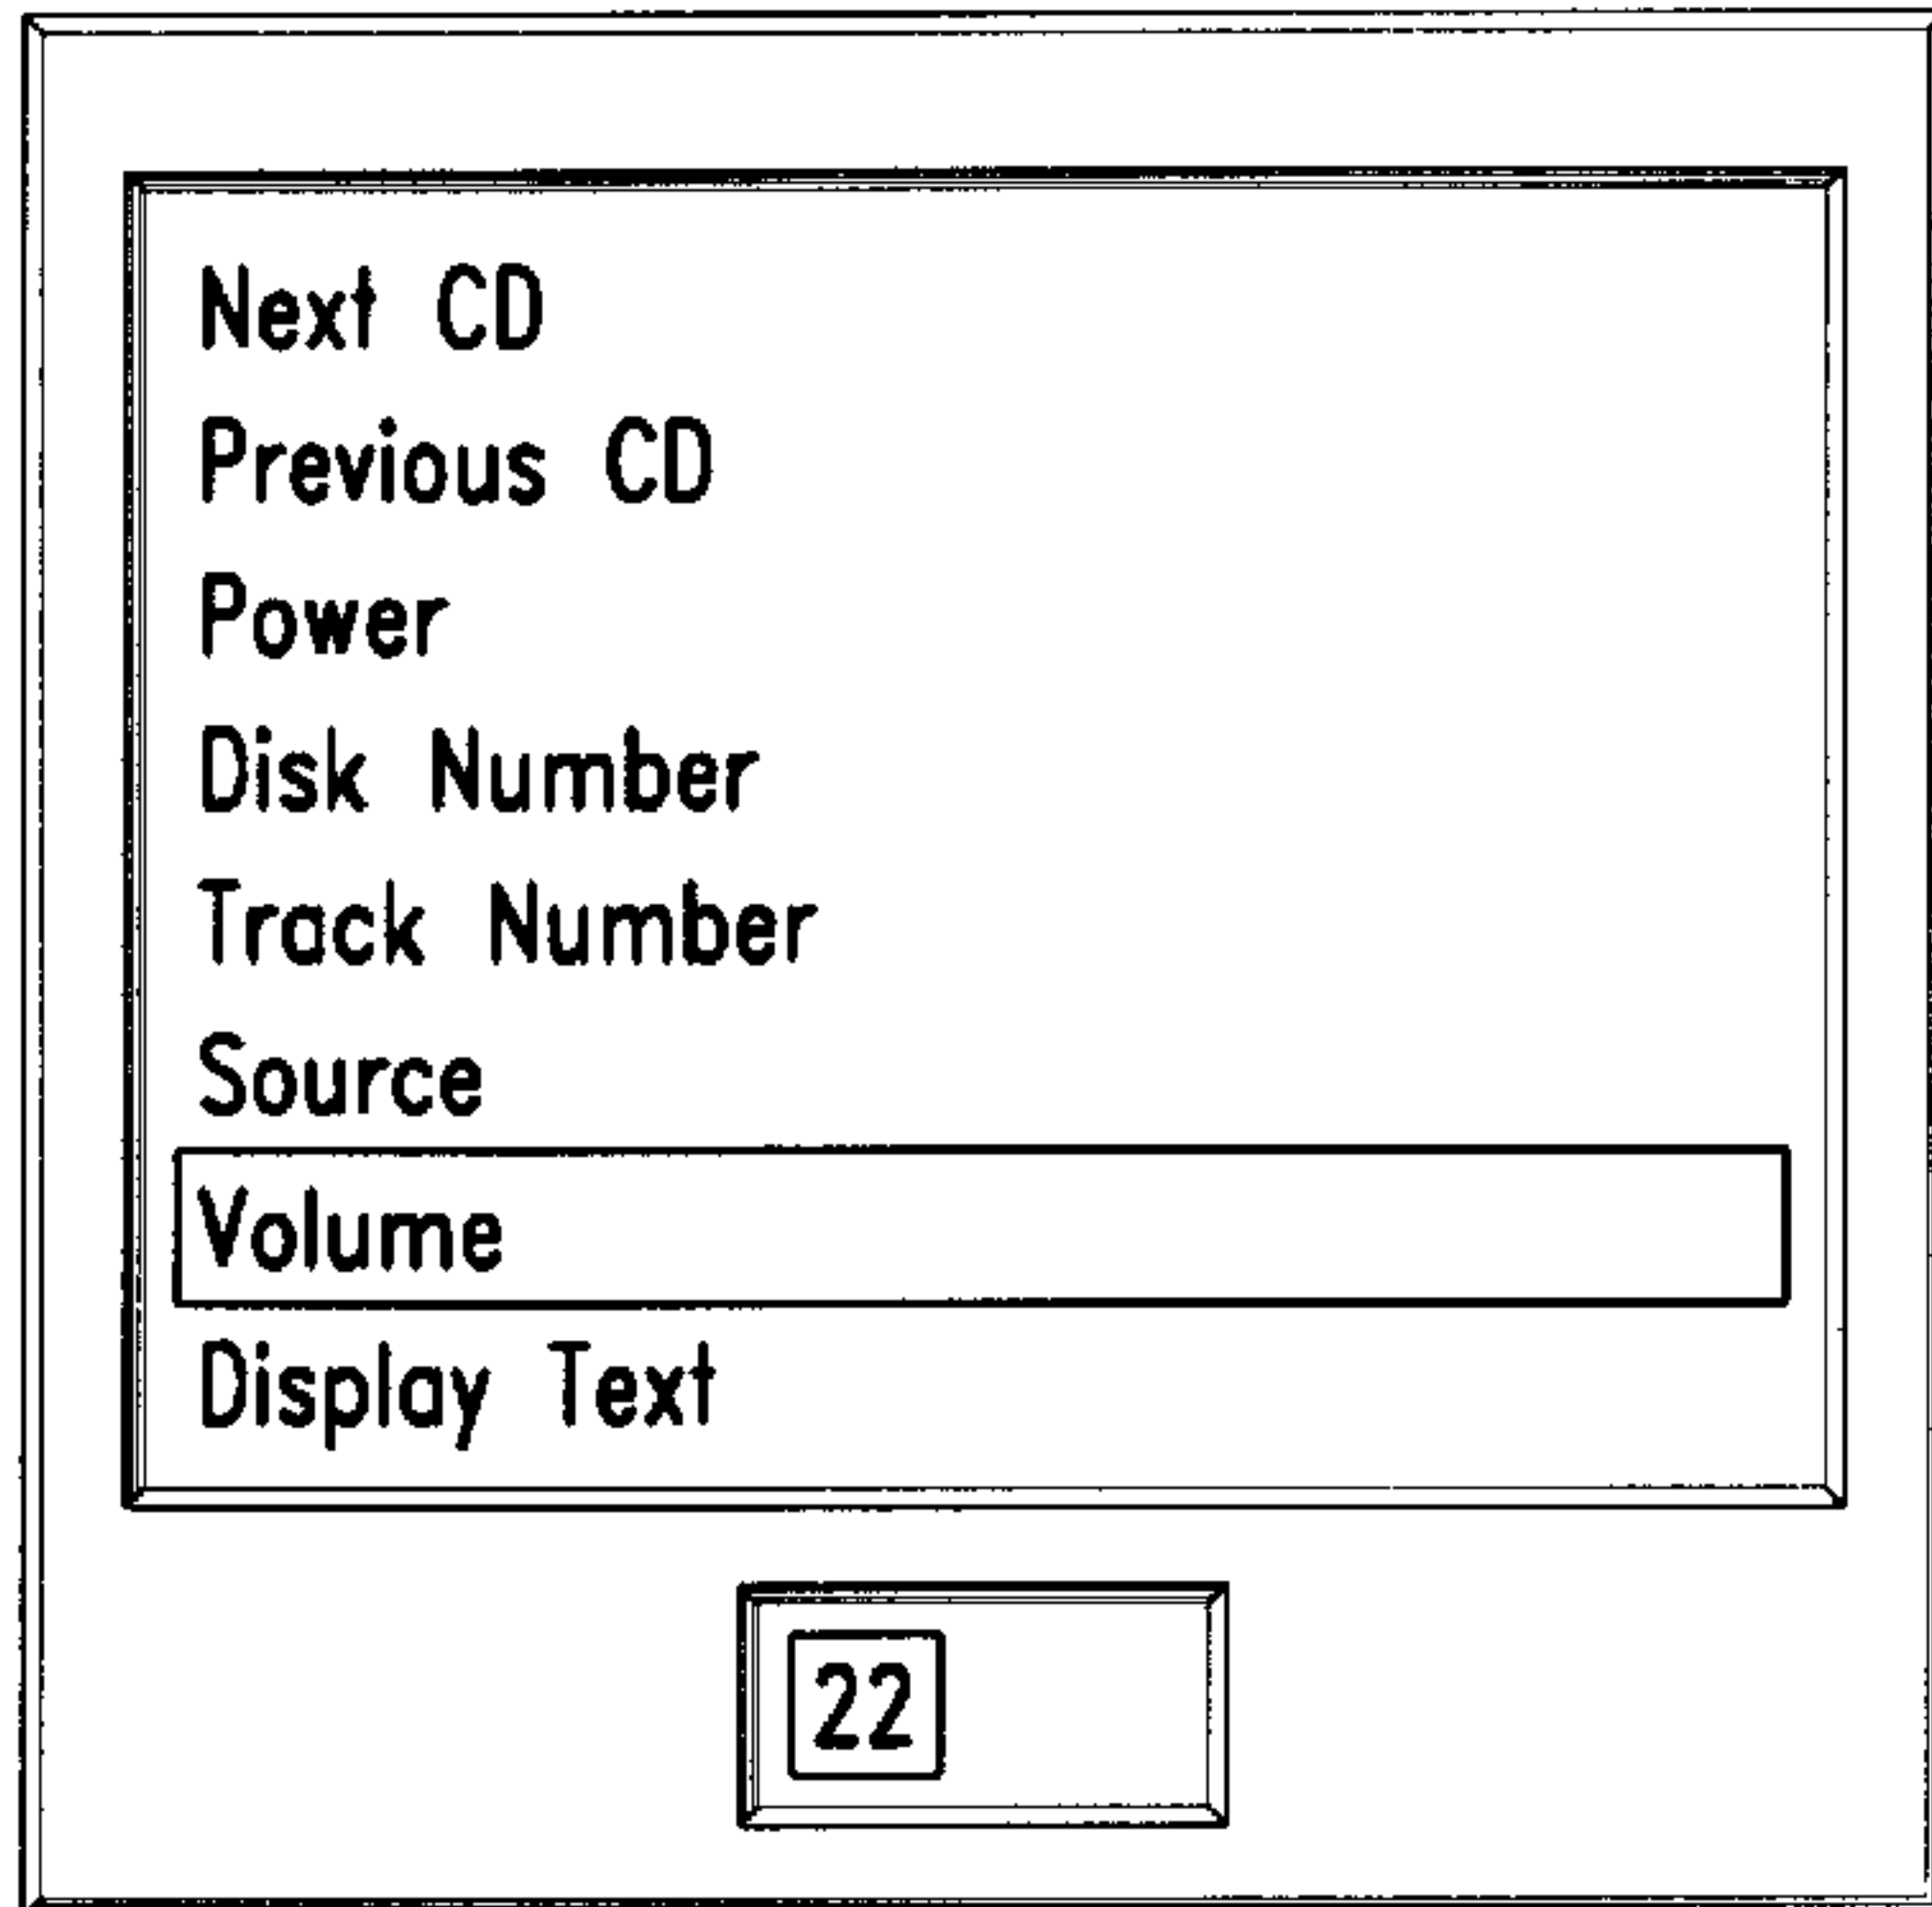 Next CD
Previous CD
Power
Disk Number
Track Number
Source
Volume
Display Text
22